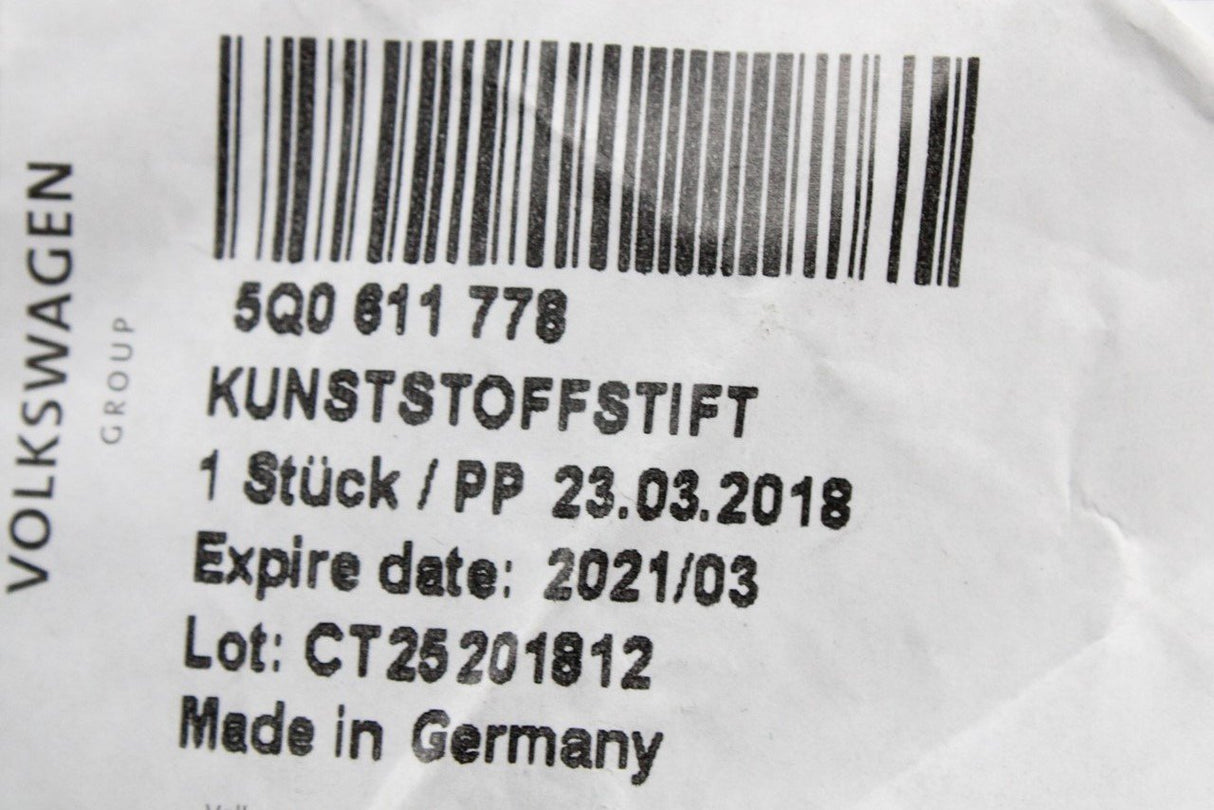 VOLKSWAGEN
GROUP
5Q0 611 778
KUNSTSTOFFSTIFT
1 Stück / PP 23.03.2018
Expire date: 2021/03
Lot: CT25201812
Made in Germany